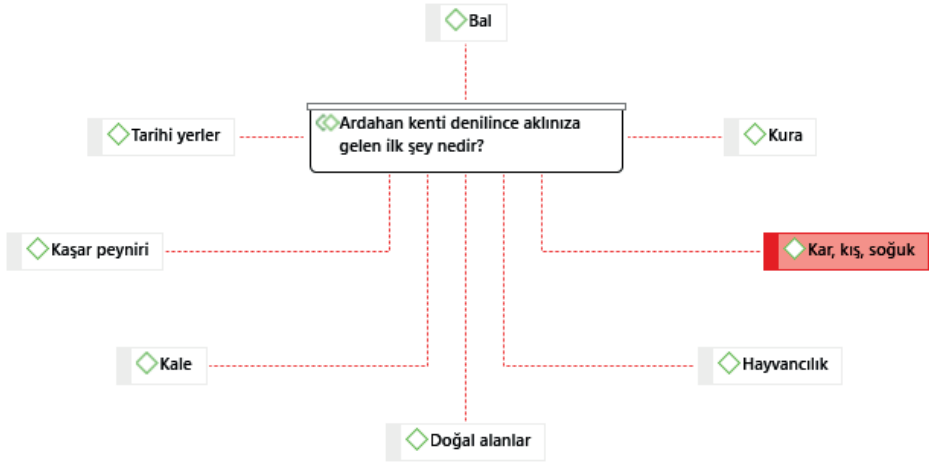 Bal
Ardahan kenti denilince aklınıza
gelen ilk şey nedir?
Tarihi yerler
Kura
Kaşar peyniri
Kar, kış, soğuk
Kale
Hayvancılık
Doğal alanlar